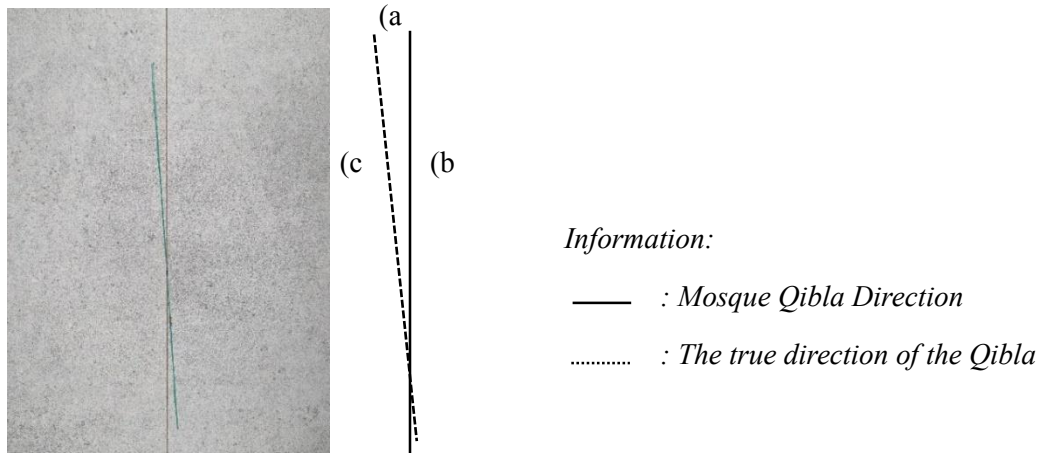 (a
(c
(b
Information:
: Mosque Qibla Direction
: The true direction of the Qibla